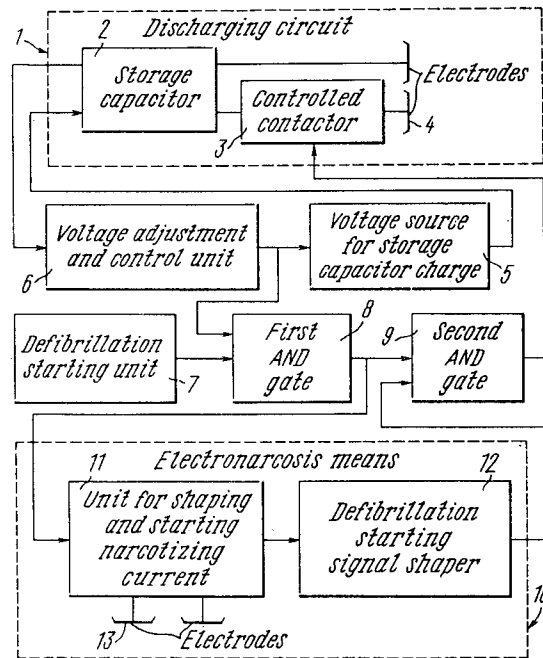 Discharging circuit
1
2
Storage
capacitor
Electrodes
Controlled
contactor
3
4
Voltage adjustment
and control unit
6
Voltage source
for storage
capacitor charge
5
Defibrillation
starting unit
7
First
AND
gate
8
9
Second
AND
gate
Electronarcosis means
11
Unit for shaping
and starting
narcotizing
current
12
Defibrillation
starting
signal shaper
13
Electrodes
10